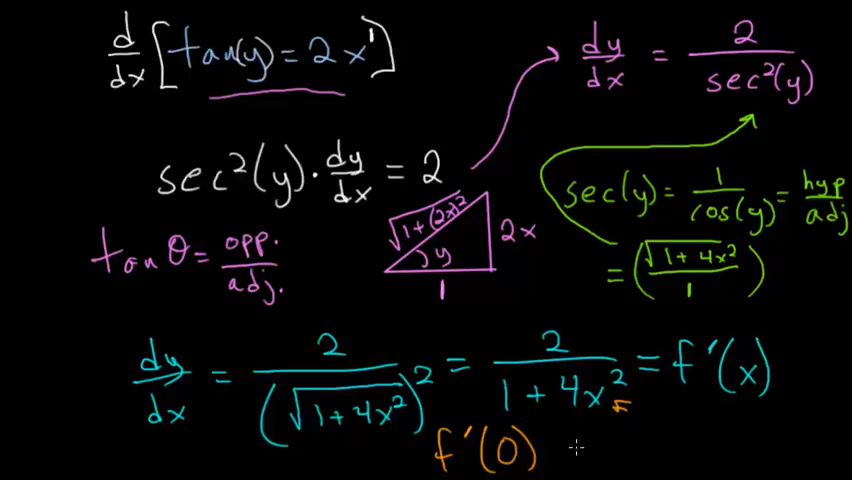 d/dx [tan(y) = 2x¹]
dy/dx = 2/sec²(y)
sec²(y) · dy/dx = 2
sec(y) = 1/cos(y) = hyp/adj
= (√(1 + 4x²)/1)
tan θ = opp./adj.
√(1 + (2x)²)
y
2x
1
dy/dx = 2/(√(1 + 4x²))² = 2/(1 + 4x²) = f'(x)
f'(0)